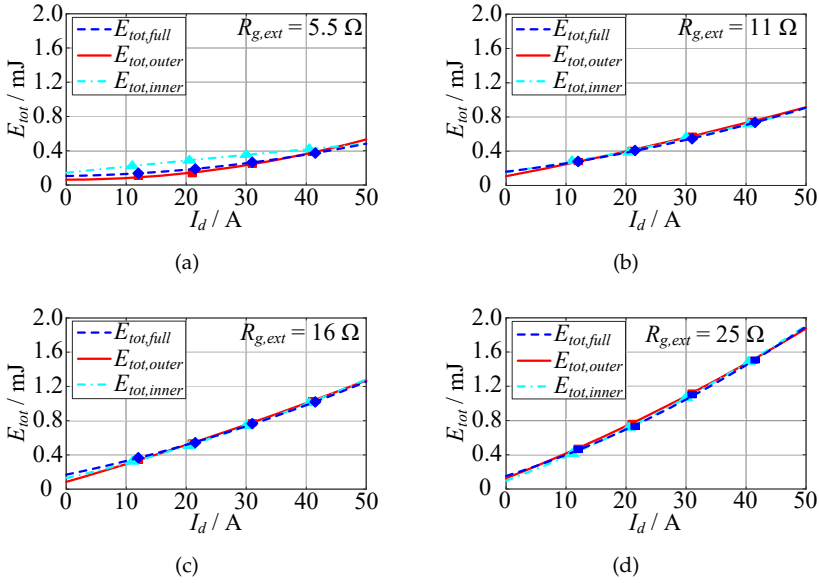 2.0
1.6
1.2
0.8
0.4
0
E_tot / mJ
E_tot,full
E_tot,outer
E_tot,inner
R_g,ext = 5.5 Ω
0 10 20 30 40 50
I_d / A
(a)
2.0
1.6
1.2
0.8
0.4
0
E_tot / mJ
E_tot,full
E_tot,outer
E_tot,inner
R_g,ext = 11 Ω
0 10 20 30 40 50
I_d / A
(b)
2.0
1.6
1.2
0.8
0.4
0
E_tot / mJ
E_tot,full
E_tot,outer
E_tot,inner
R_g,ext = 16 Ω
0 10 20 30 40 50
I_d / A
(c)
2.0
1.6
1.2
0.8
0.4
0
E_tot / mJ
E_tot,full
E_tot,outer
E_tot,inner
R_g,ext = 25 Ω
0 10 20 30 40 50
I_d / A
(d)